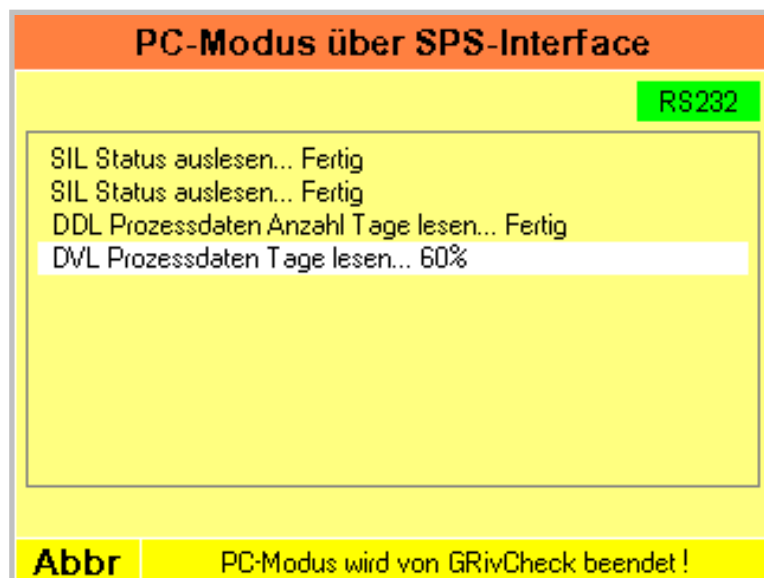 PC-Modus über SPS-Interface
RS232
SIL Status auslesen... Fertig
SIL Status auslesen... Fertig
DDL Prozessdaten Anzahl Tage lesen... Fertig
DVL Prozessdaten Tage lesen... 60%
Abbr
PC-Modus wird von GRivCheck beendet !